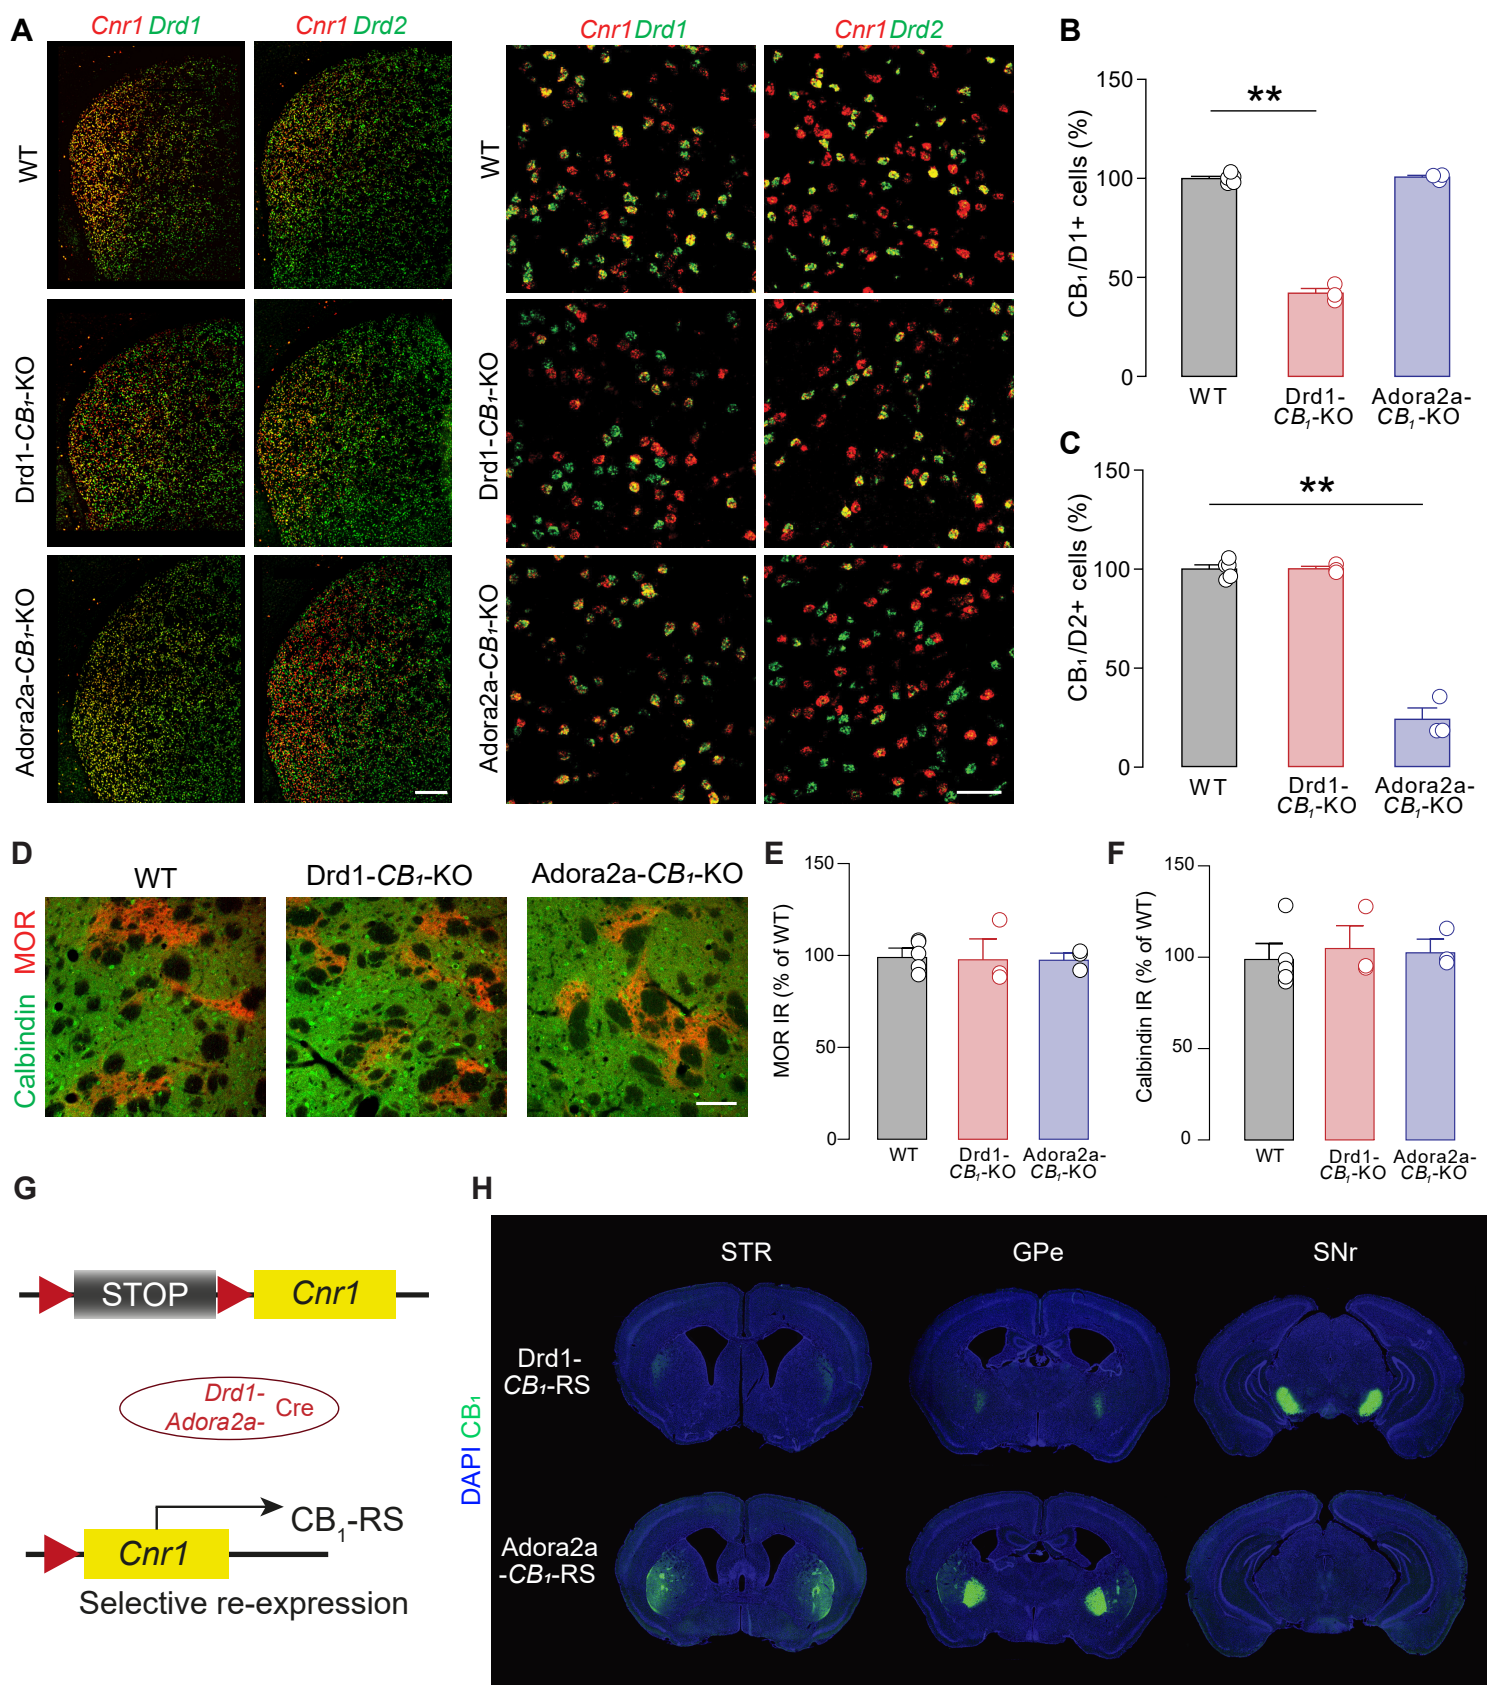 A
Cnr1 Drd1
Cnr1 Drd2
Cnr1 Drd1
Cnr1 Drd2
WT
Drd1-CB₁-KO
Adora2a-CB₁-KO
WT
Drd1-CB₁-KO
Adora2a-CB₁-KO
B
CB₁/D1+ cells (%)
150
100
50
0
**
WT
Drd1-
CB₁-KO
Adora2a-
CB₁-KO
C
CB₁/D2+ cells (%)
150
100
50
0
**
WT
Drd1-
CB₁-KO
Adora2a-
CB₁-KO
D
WT
Drd1-CB₁-KO
Adora2a-CB₁-KO
Calbindin MOR
E
MOR IR (% of WT)
150
100
50
0
WT
Drd1-
CB₁-KO
Adora2a-
CB₁-KO
F
Calbindin IR (% of WT)
150
100
50
0
WT
Drd1-
CB₁-KO
Adora2a-
CB₁-KO
G
STOP
Cnr1
Drd1-
Adora2a-
Cre
Cnr1
CB₁-RS
Selective re-expression
H
STR
GPe
SNr
Drd1-
CB₁-RS
Adora2a
-CB₁-RS
DAPI CB₁